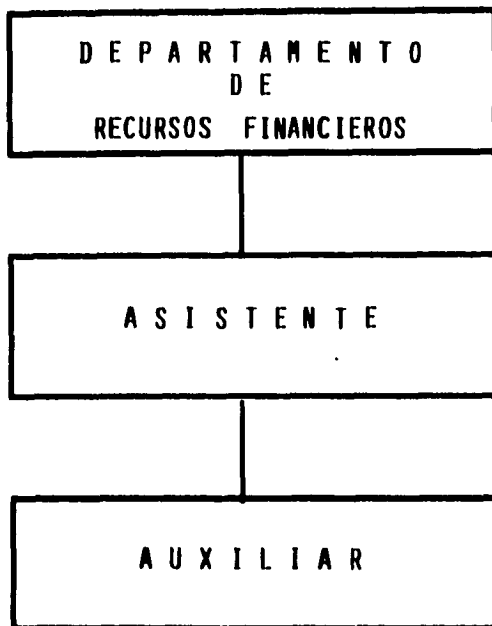 DEPARTAMENTO
DE
RECURSOS FINANCIEROS
ASISTENTE
AUXILIAR